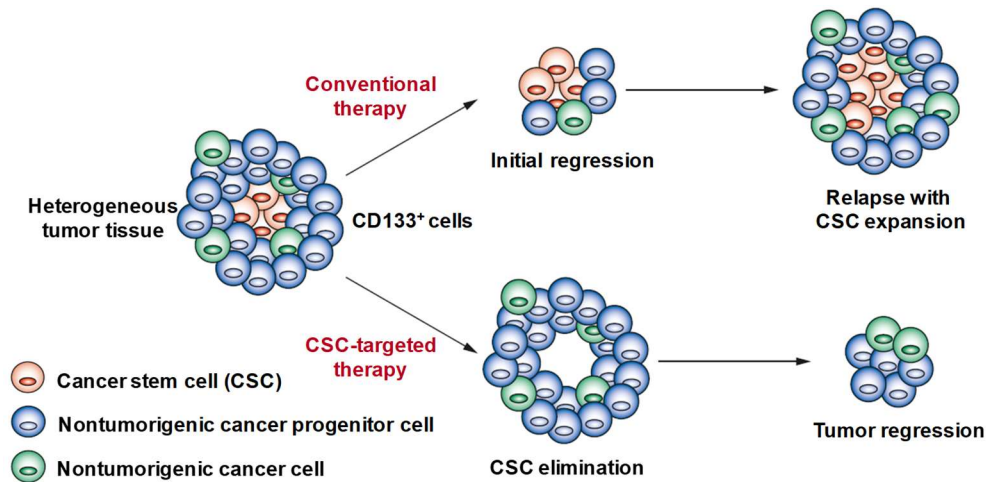 Conventional
therapy
Initial regression
Relapse with
CSC expansion
Heterogeneous
tumor tissue
CD133⁺ cells
CSC-targeted
therapy
CSC elimination
Tumor regression
Cancer stem cell (CSC)
Nontumorigenic cancer progenitor cell
Nontumorigenic cancer cell